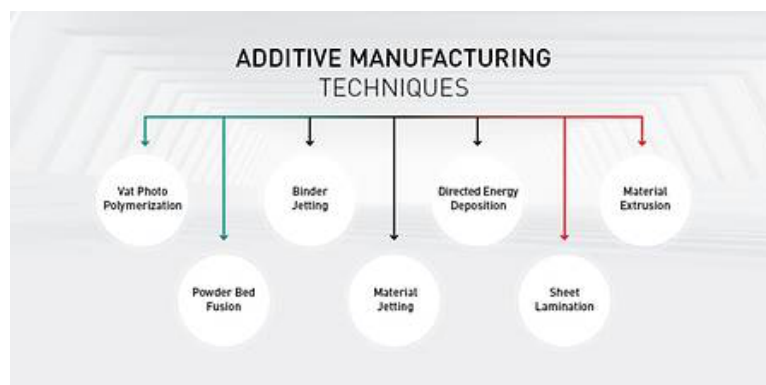 ADDITIVE MANUFACTURING
TECHNIQUES
Vat Photo
Polymerization
Binder
Jetting
Directed Energy
Deposition
Material
Extrusion
Powder Bed
Fusion
Material
Jetting
Sheet
Lamination